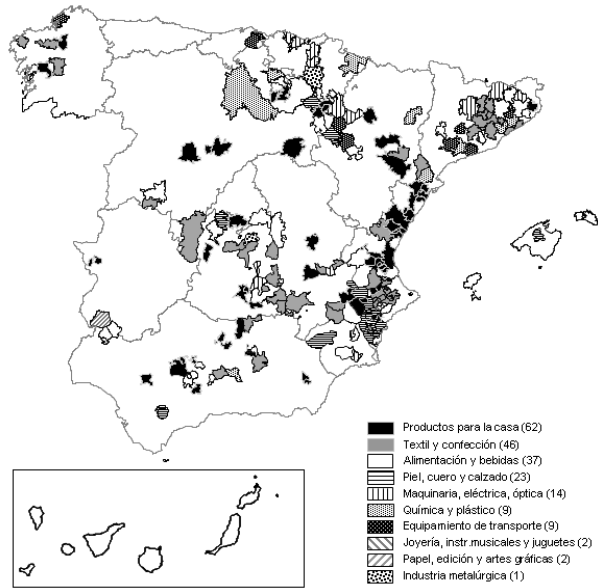 Productos para la casa (62)
Textil y confección (46)
Alimentación y bebidas (37)
Piel, cuero y calzado (23)
Maquinaria, eléctrica, óptica (14)
Química y plástico (9)
Equipamiento de transporte (9)
Joyería, instr.musicales y juguetes (2)
Papel, edición y artes gráficas (2)
Industria metalúrgica (1)